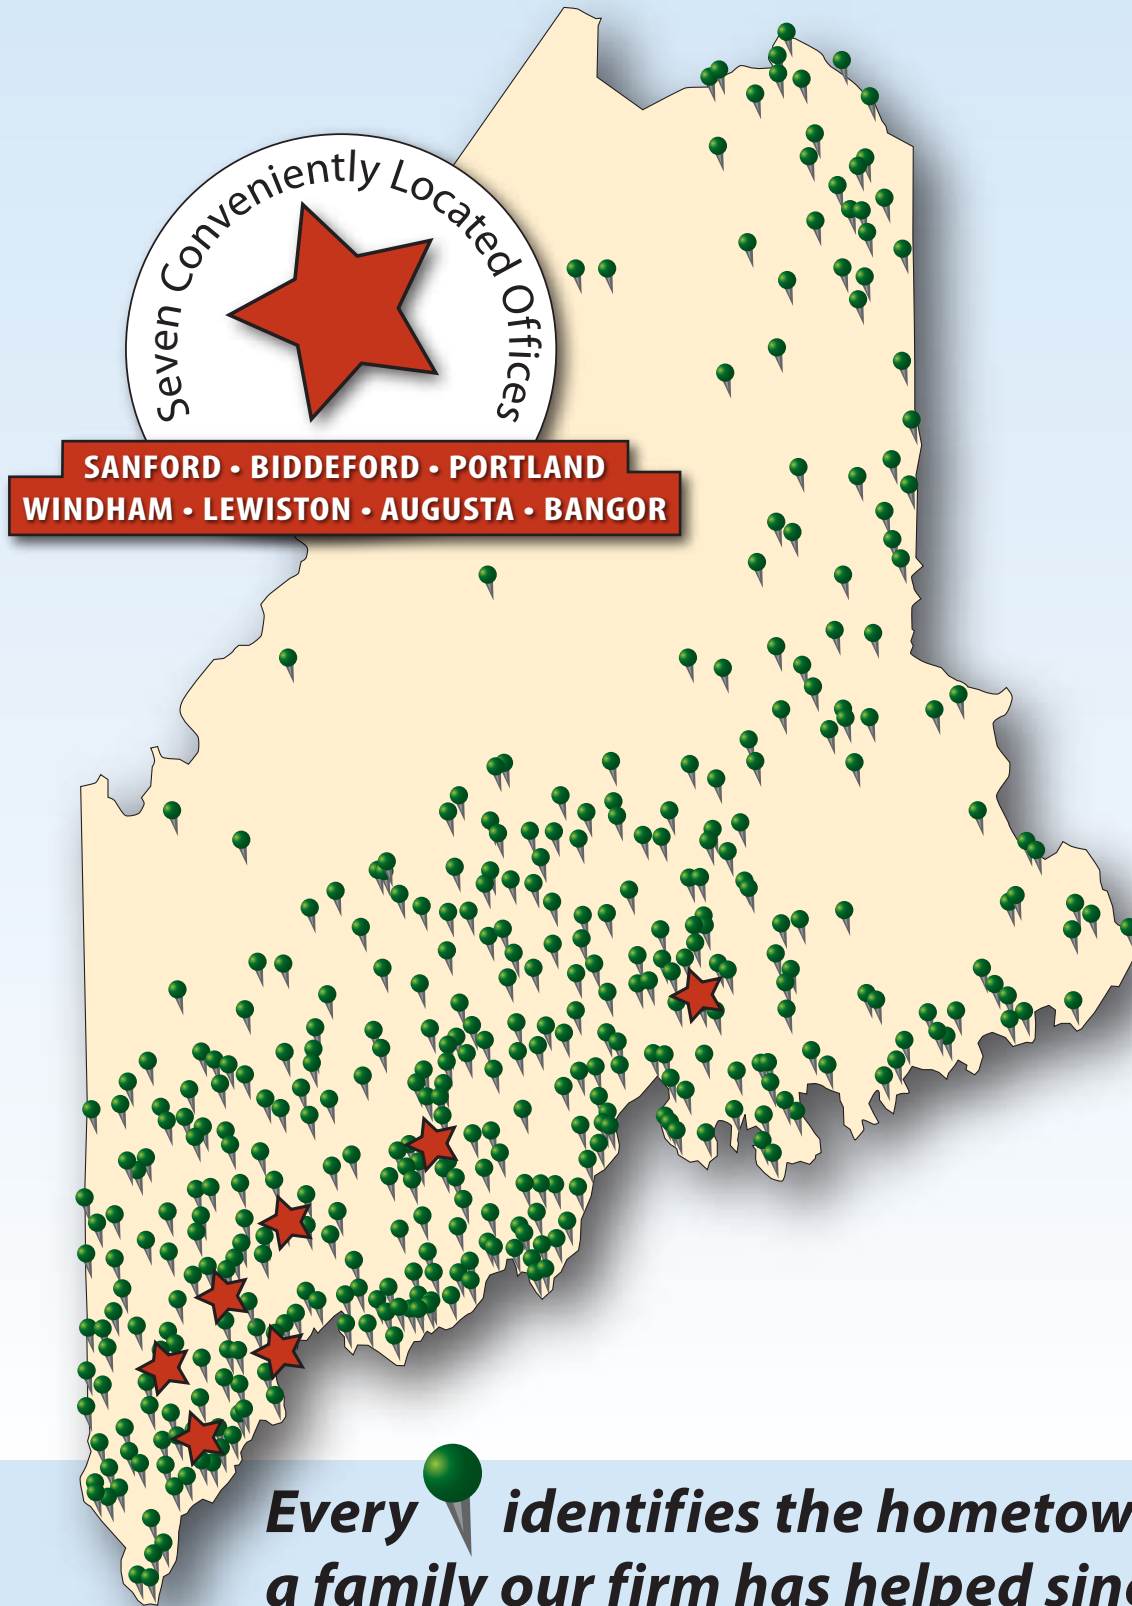 Seven Conveniently Located Offices
SANFORD • BIDDEFORD • PORTLAND
WINDHAM • LEWISTON • AUGUSTA • BANGOR
Every identifies the hometow
a family our firm has helped sinc